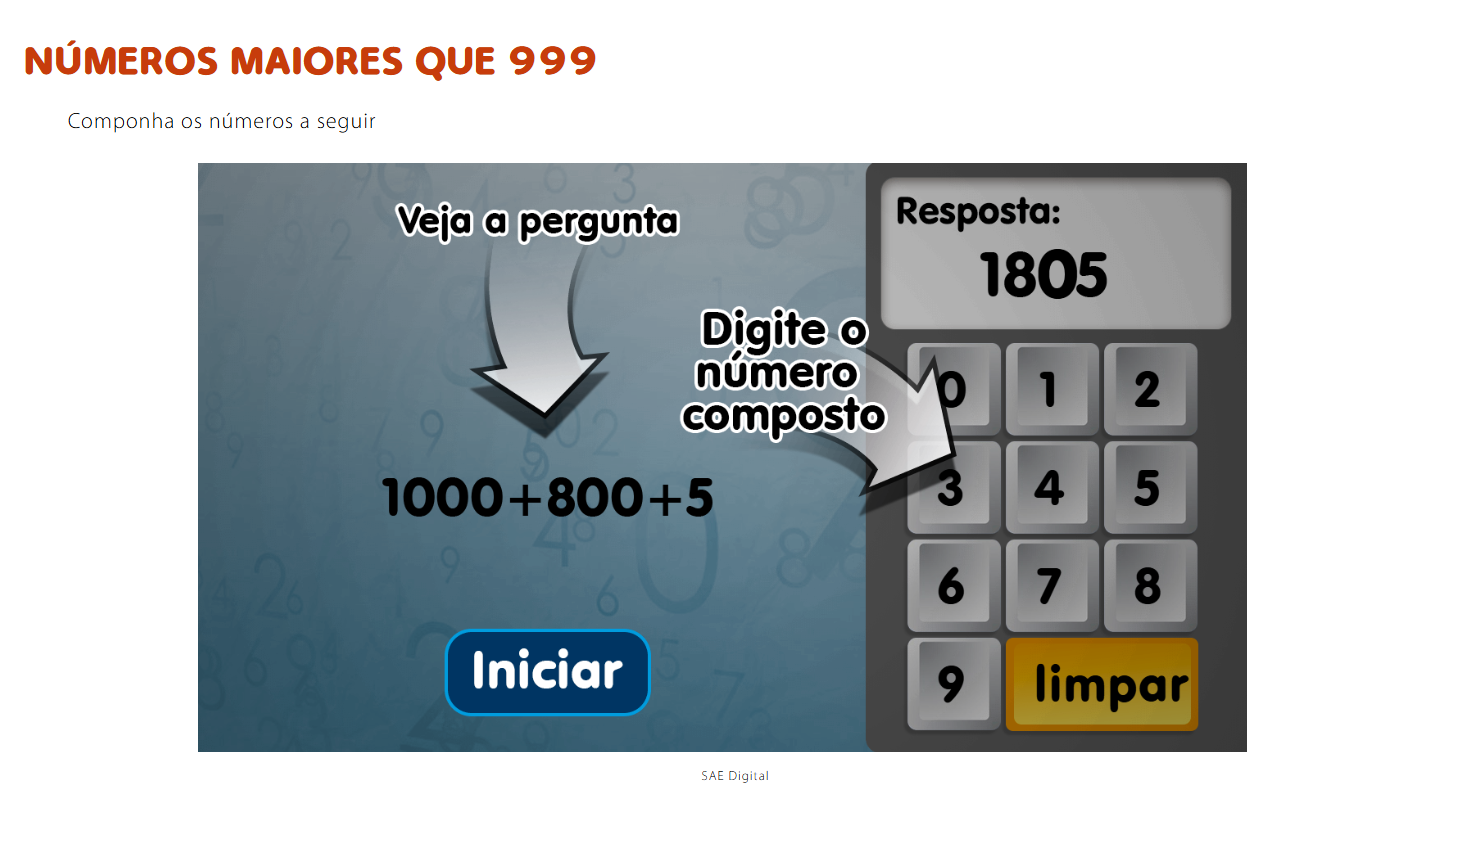 NÚMEROS MAIORES QUE 999
Componha os números a seguir
Veja a pergunta
Resposta:
1805
Digite o
número
composto
1000+800+5
0 1 2
3 4 5
6 7 8
9 limpar
Iniciar
SAE Digital